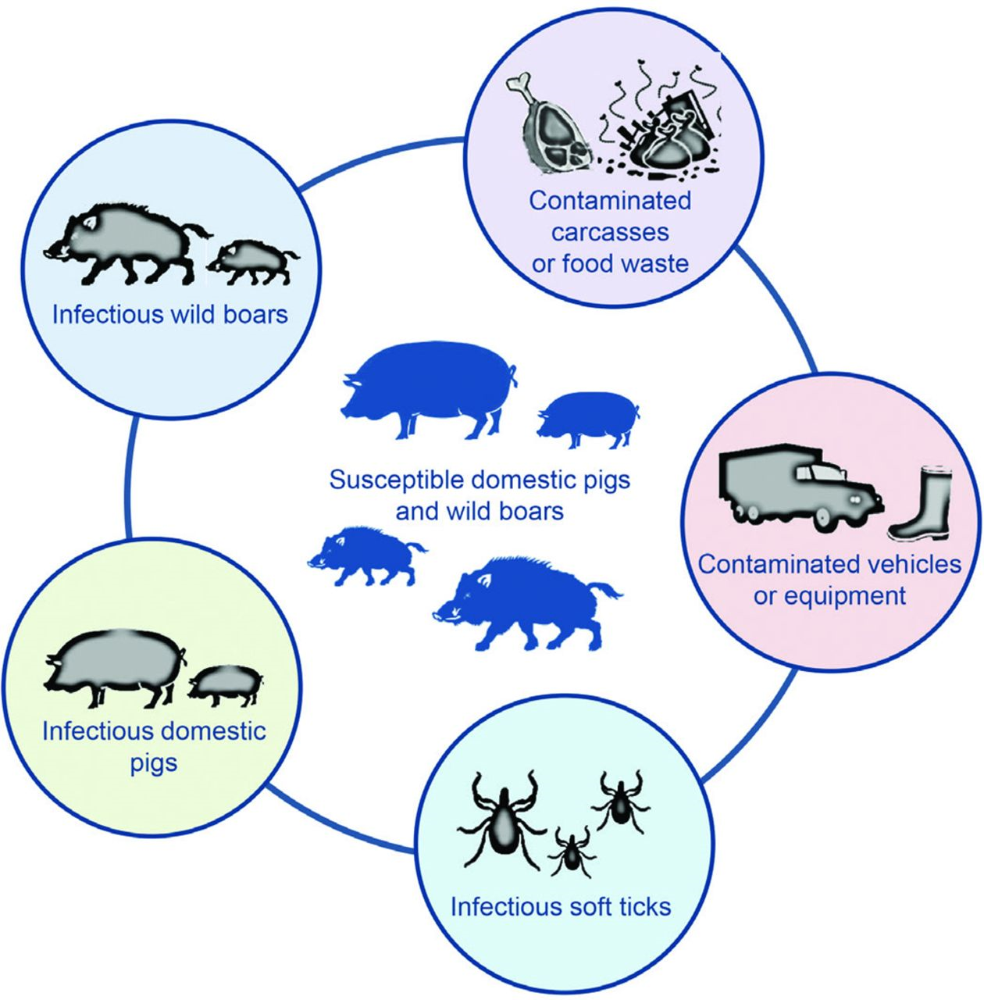 Contaminated
carcasses
or food waste
Infectious wild boars
Susceptible domestic pigs
and wild boars
Contaminated vehicles
or equipment
Infectious domestic
pigs
Infectious soft ticks